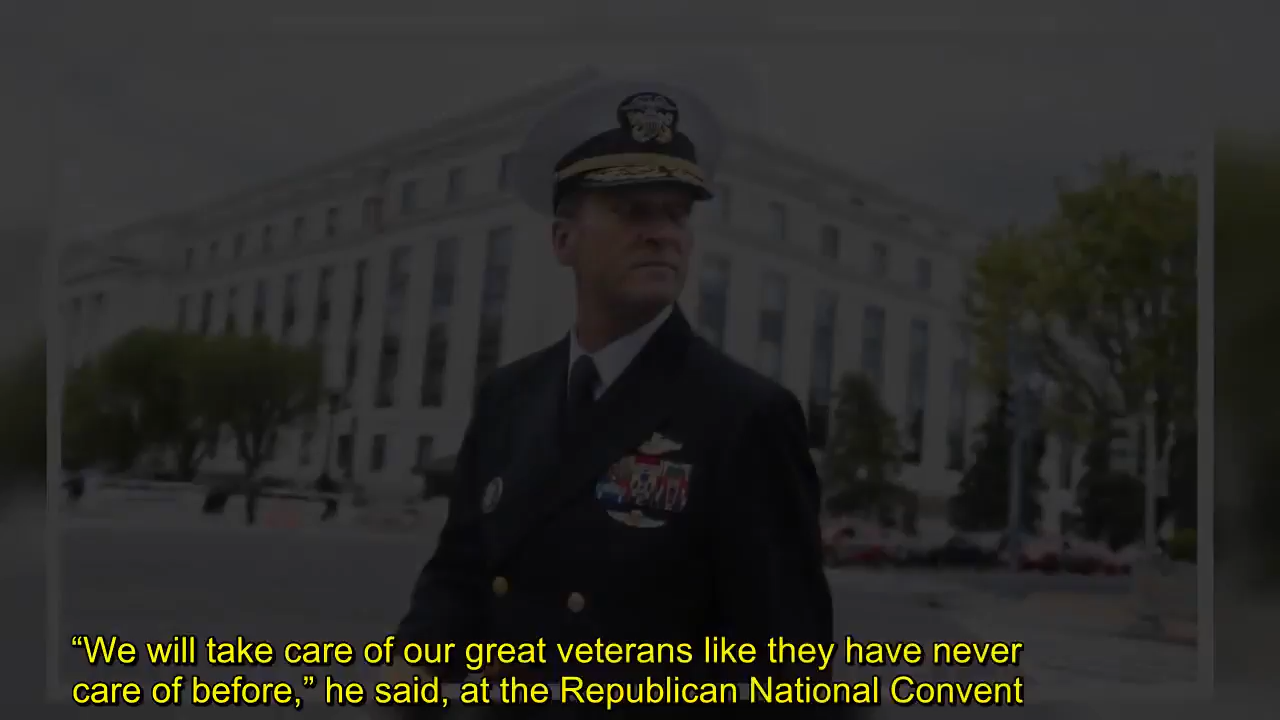 “We will take care of our great veterans like they have never
care of before,” he said, at the Republican National Convent